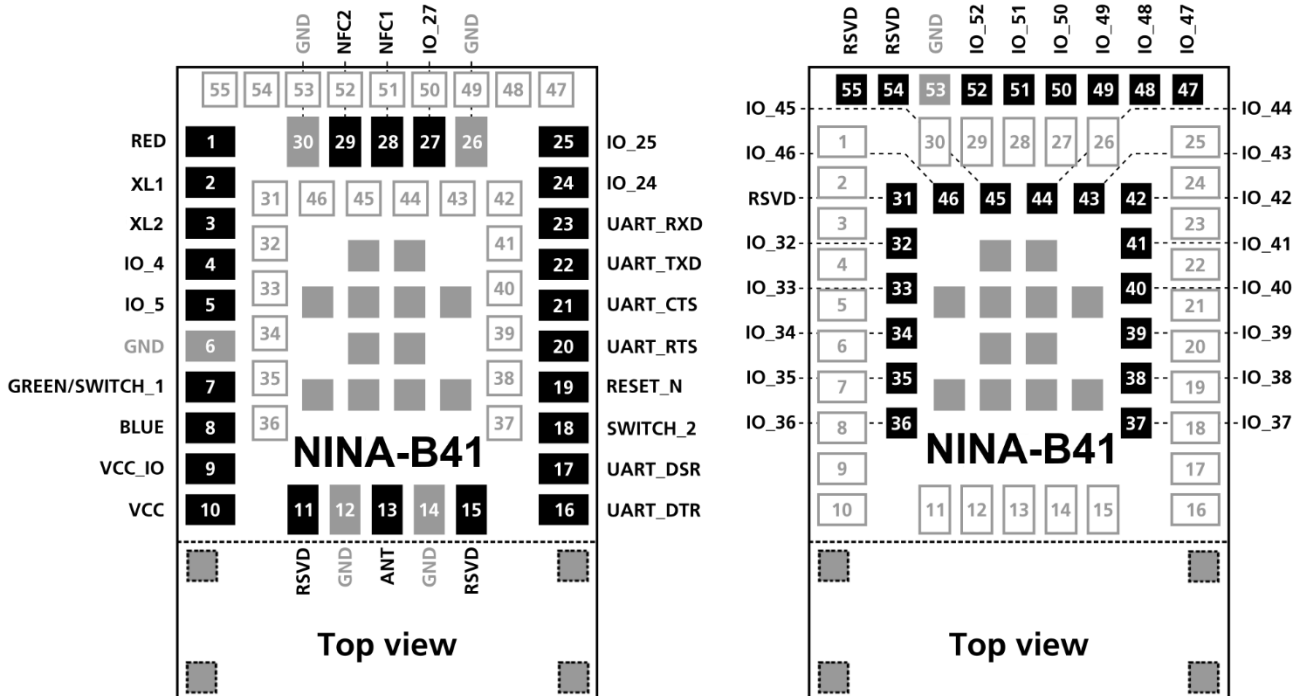 GND NFC2 NFC1 IO_27 GND
55 54 53 52 51 50 49 48 47
30 29 28 27 26
RED 1 25 IO_25
XL1 2 24 IO_24
31 46 45 44 43 42
XL2 3 23 UART_RXD
32 41
IO_4 4 22 UART_TXD
33 40
IO_5 5 21 UART_CTS
34 39
GND 6 20 UART_RTS
35 38
GREEN/SWITCH_1 7 19 RESET_N
36 37
BLUE 8 18 SWITCH_2
NINA-B41
VCC_IO 9 17 UART_DSR
VCC 10 11 12 13 14 15 16 UART_DTR
RSVD GND ANT GND RSVD
Top view
RSVD RSVD GND IO_52 IO_51 IO_50 IO_49 IO_48 IO_47
55 54 53 52 51 50 49 48 47
IO_45 IO_44
1 30 29 28 27 26 25
IO_46 IO_43
2 24
RSVD 31 46 45 44 43 42 IO_42
3 23
IO_32 32 41 IO_41
4 22
IO_33 33 40 IO_40
5 21
IO_34 34 39 IO_39
6 20
IO_35 35 38 IO_38
7 19
IO_36 36 37 IO_37
8 18
NINA-B41
9 17
10 11 12 13 14 15 16
Top view